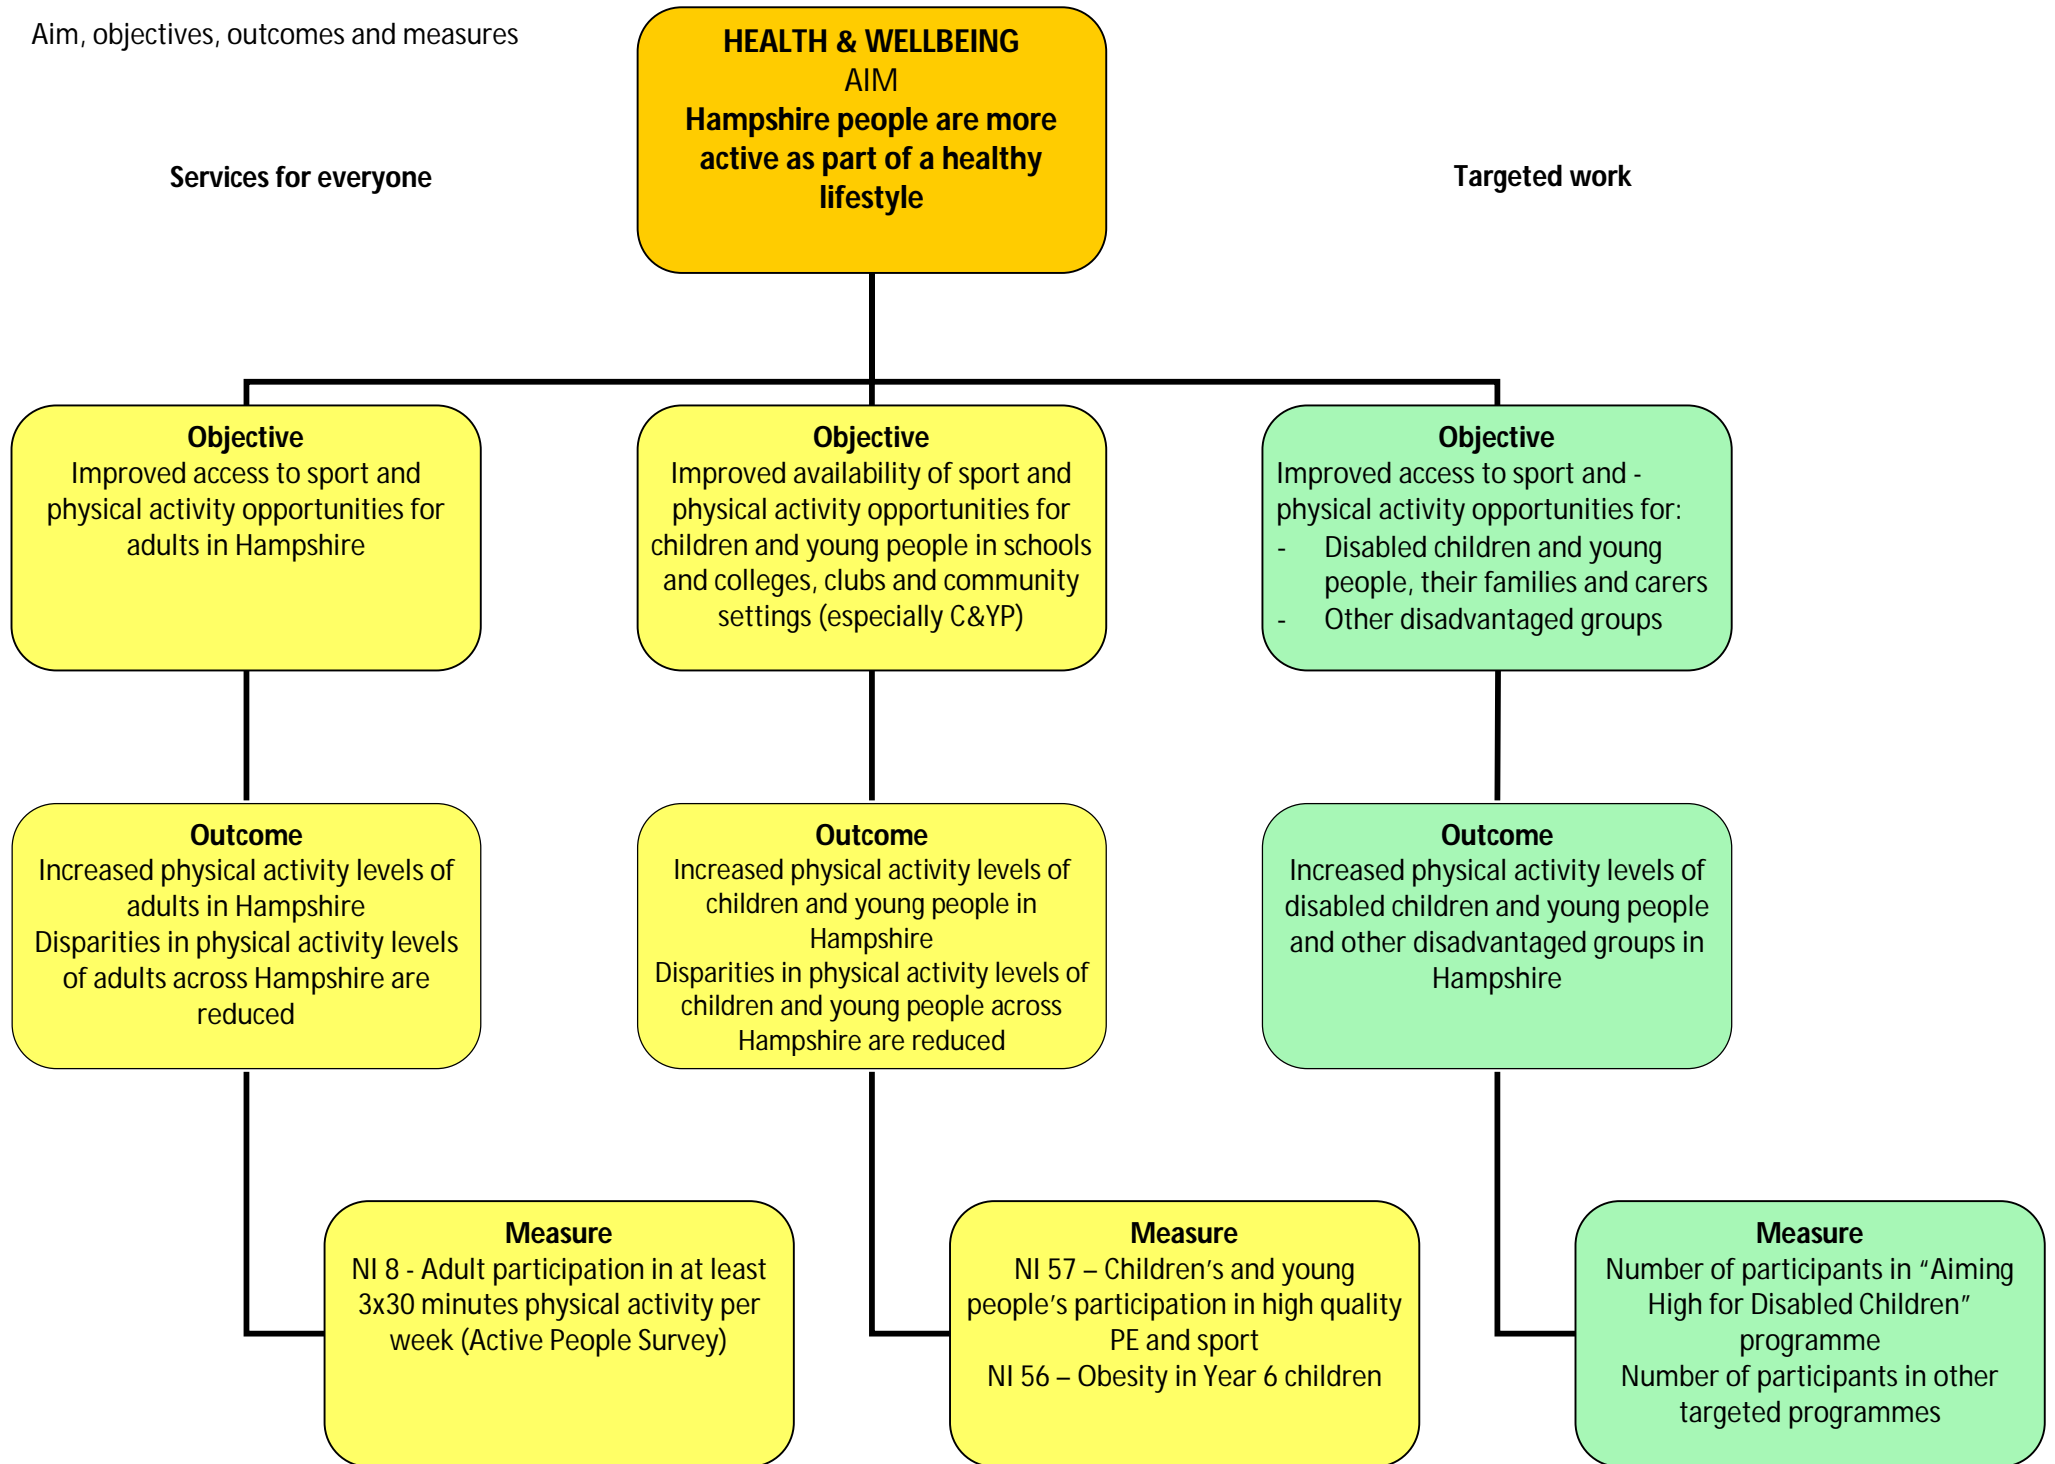 Aim, objectives, outcomes and measures
HEALTH & WELLBEING
AIM
Hampshire people are more
active as part of a healthy
lifestyle
Services for everyone
Targeted work
Objective
Improved access to sport and
physical activity opportunities for
adults in Hampshire
Objective
Improved availability of sport and
physical activity opportunities for
children and young people in schools
and colleges, clubs and community
settings (especially C&YP)
Objective
Improved access to sport and -
physical activity opportunities for:
- Disabled children and young
people, their families and carers
- Other disadvantaged groups
Outcome
Increased physical activity levels of
adults in Hampshire
Disparities in physical activity levels
of adults across Hampshire are
reduced
Outcome
Increased physical activity levels of
children and young people in
Hampshire
Disparities in physical activity levels of
children and young people across
Hampshire are reduced
Outcome
Increased physical activity levels of
disabled children and young people
and other disadvantaged groups in
Hampshire
Measure
NI 8 - Adult participation in at least
3x30 minutes physical activity per
week (Active People Survey)
Measure
NI 57 – Children’s and young
people’s participation in high quality
PE and sport
NI 56 – Obesity in Year 6 children
Measure
Number of participants in “Aiming
High for Disabled Children”
programme
Number of participants in other
targeted programmes